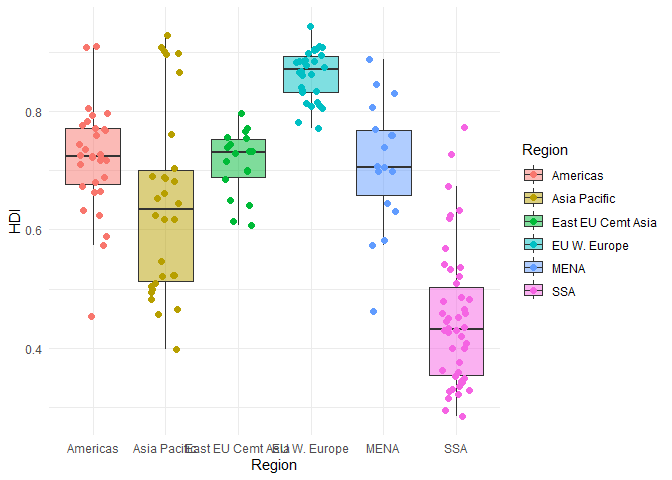 HDI
0.8
0.6
0.4
Americas Asia Pacific East EU Cemt Asia EU W. Europe MENA SSA
Region
Region
Americas
Asia Pacific
East EU Cemt Asia
EU W. Europe
MENA
SSA